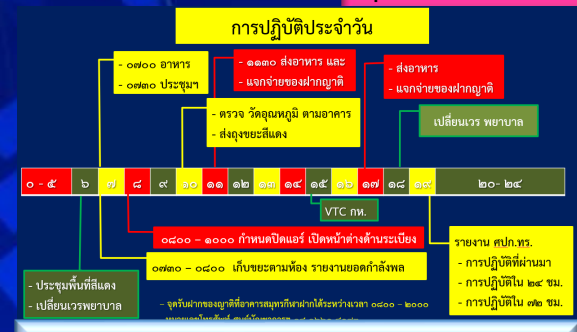 การปฏิบัติประจำวัน
- ๐๗๐๐ อาหาร
- ๐๗๓๐ ประชุมฯ
- ๑๑๓๐ ส่งอาหาร และ
- แจกจ่ายของฝากญาติ
- ส่งอาหาร
- แจกจ่ายของฝากญาติ
- ตรวจ วัดอุณหภูมิ ตามอาคาร
- ส่งถุงขยะสีแดง
เปลี่ยนเวร พยาบาล
๐ - ๕ ๖ ๗ ๘ ๙ ๑๐ ๑๑ ๑๒ ๑๓ ๑๔ ๑๕ ๑๖ ๑๗ ๑๘ ๑๙ ๒๐- ๒๔
VTC กห.
๐๘๐๐ – ๑๐๐๐ กำหนดปิดแอร์ เปิดหน้าต่างด้านระเบียง
๐๗๓๐ – ๐๘๐๐ เก็บขยะตามห้อง รายงานยอดกำลังพล
- ประชุมพื้นที่สีแดง
- เปลี่ยนเวรพยาบาล
รายงาน ศปก.ทร.
- การปฏิบัติที่ผ่านมา
- การปฏิบัติใน ๒๔ ชม.
- การปฏิบัติใน ๗๒ ชม.
- จุดรับฝากของญาติที่อาคารสมุทรกีฬาฝากได้ระหว่างเวลา ๐๘๐๐ – ๒๐๐๐